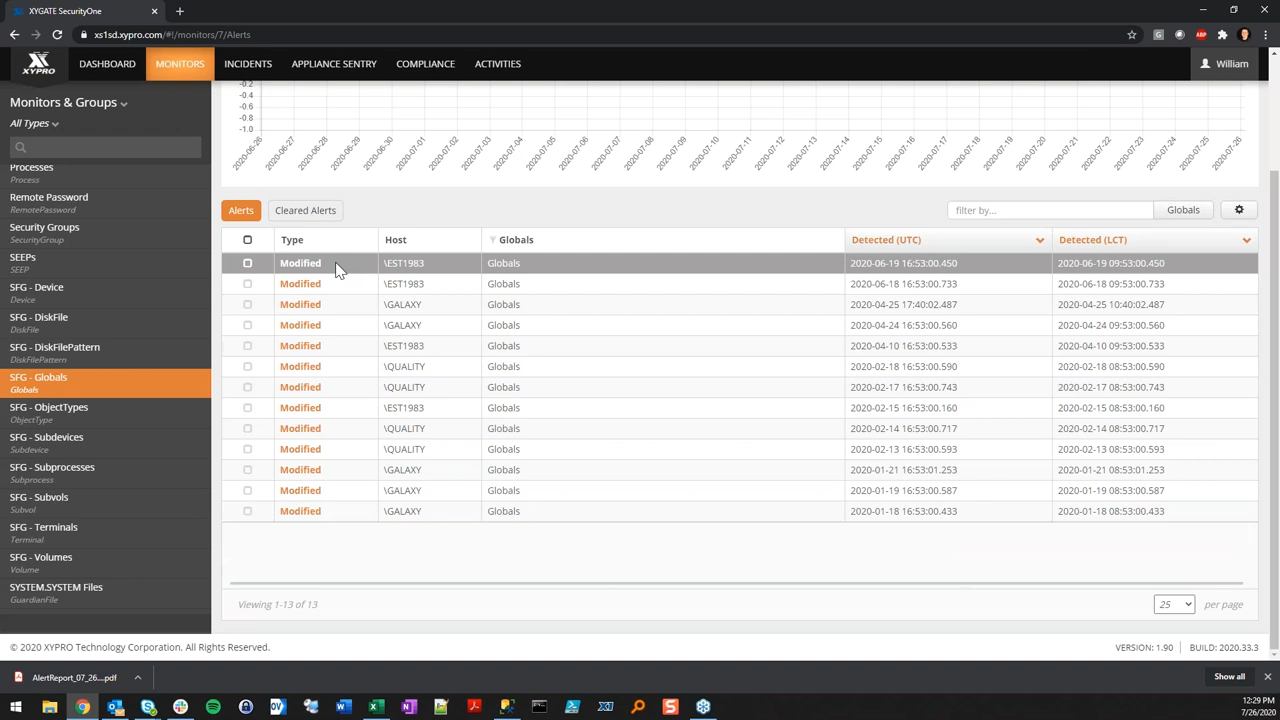 XYGATE SecurityOne
xs1sd.xypro.com/#!/monitors/7/Alerts
XYPRO
DASHBOARD
MONITORS
INCIDENTS
APPLIANCE SENTRY
COMPLIANCE
ACTIVITIES
William
Monitors & Groups
All Types
Processes
Process
Remote Password
RemotePassword
Security Groups
SecurityGroup
SEEPs
SEEP
SFG - Device
Device
SFG - DiskFile
DiskFile
SFG - DiskFilePattern
DiskFilePattern
SFG - Globals
Globals
SFG - ObjectTypes
ObjectType
SFG - Subdevices
Subdevice
SFG - Subprocesses
Subprocess
SFG - Subvols
Subvol
SFG - Terminals
Terminal
SFG - Volumes
Volume
SYSTEM.SYSTEM Files
GuardianFile
-0.2
-0.4
-0.6
-0.8
-1.0
2020-06-26 2020-06-27 2020-06-28 2020-06-29 2020-06-30 2020-07-01 2020-07-02 2020-07-03 2020-07-04 2020-07-05 2020-07-06 2020-07-07 2020-07-08 2020-07-09 2020-07-10 2020-07-11 2020-07-12 2020-07-13 2020-07-14 2020-07-15 2020-07-16 2020-07-17 2020-07-18 2020-07-19 2020-07-20 2020-07-21 2020-07-22 2020-07-23 2020-07-24 2020-07-25 2020-07-26
Alerts Cleared Alerts filter by... Globals
Type Host Globals Detected (UTC) Detected (LCT)
Modified \EST1983 Globals 2020-06-19 16:53:00.450 2020-06-19 09:53:00.450
Modified \EST1983 Globals 2020-06-18 16:53:00.733 2020-06-18 09:53:00.733
Modified \GALAXY Globals 2020-04-25 17:40:02.487 2020-04-25 10:40:02.487
Modified \GALAXY Globals 2020-04-24 16:53:00.560 2020-04-24 09:53:00.560
Modified \EST1983 Globals 2020-04-10 16:53:00.533 2020-04-10 09:53:00.533
Modified \QUALITY Globals 2020-02-18 16:53:00.590 2020-02-18 08:53:00.590
Modified \QUALITY Globals 2020-02-17 16:53:00.743 2020-02-17 08:53:00.743
Modified \EST1983 Globals 2020-02-15 16:53:00.160 2020-02-15 08:53:00.160
Modified \QUALITY Globals 2020-02-14 16:53:00.717 2020-02-14 08:53:00.717
Modified \QUALITY Globals 2020-02-13 16:53:00.593 2020-02-13 08:53:00.593
Modified \GALAXY Globals 2020-01-21 16:53:01.253 2020-01-21 08:53:01.253
Modified \GALAXY Globals 2020-01-19 16:53:00.587 2020-01-19 08:53:00.587
Modified \GALAXY Globals 2020-01-18 16:53:00.433 2020-01-18 08:53:00.433
Viewing 1-13 of 13 25 per page
© 2020 XYPRO Technology Corporation. All Rights Reserved. VERSION: 1.90 BUILD: 2020.33.3
AlertReport_07_26....pdf Show all
12:29 PM
7/26/2020